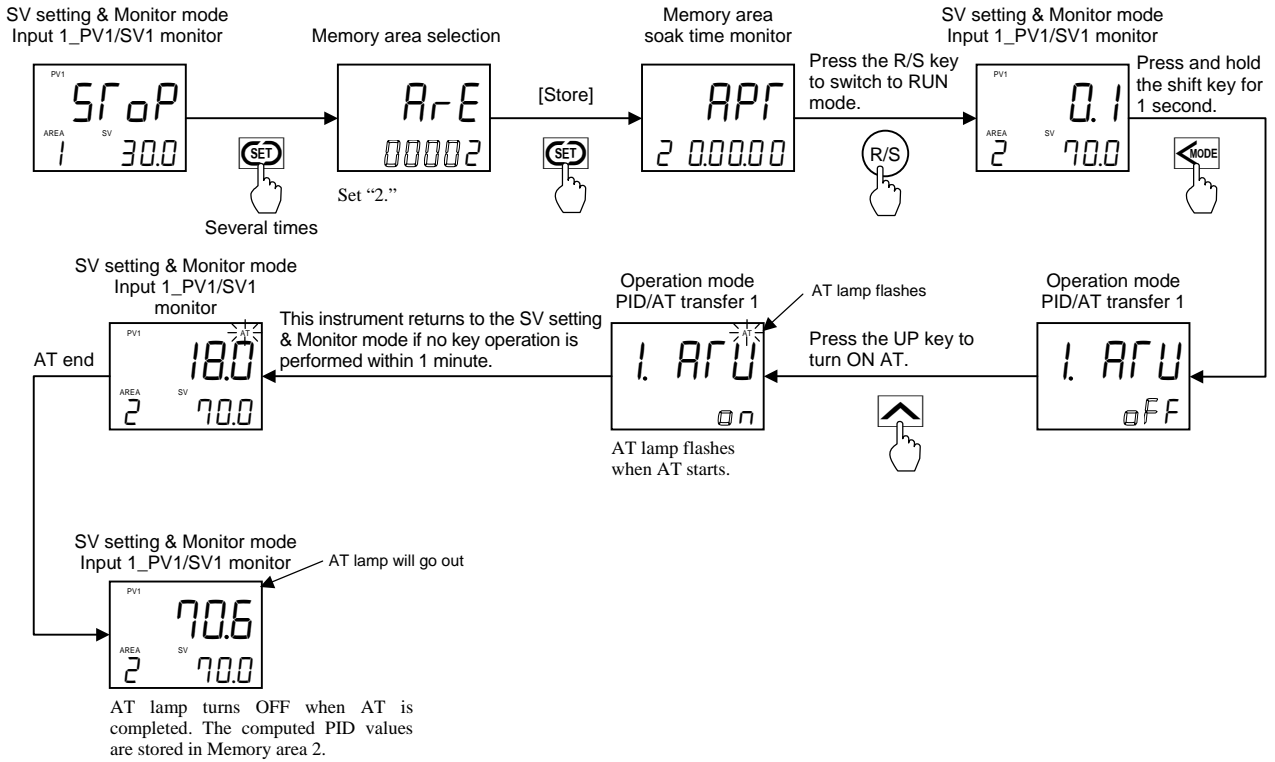 SV setting & Monitor mode
Input 1_PV1/SV1 monitor
PV1
STOP
AREA
SV
1
30.0
SET
Several times
Memory area selection
ArE
00002
Set “2.”
[Store]
SET
Memory area
soak time monitor
APT
2 0.00.00
Press the R/S key
to switch to RUN
mode.
R/S
SV setting & Monitor mode
Input 1_PV1/SV1 monitor
PV1
0.1
AREA
SV
2
70.0
Press and hold
the shift key for
1 second.
MODE
Operation mode
PID/AT transfer 1
1. ATU
oFF
Press the UP key to
turn ON AT.
Operation mode
PID/AT transfer 1
AT lamp flashes
AT
1. ATU
on
AT lamp flashes
when AT starts.
This instrument returns to the SV setting
& Monitor mode if no key operation is
performed within 1 minute.
SV setting & Monitor mode
Input 1_PV1/SV1
monitor
PV1
AT
18.0
AREA
SV
2
70.0
AT end
SV setting & Monitor mode
Input 1_PV1/SV1 monitor
AT lamp will go out
PV1
70.6
AREA
SV
2
70.0
AT lamp turns OFF when AT is
completed. The computed PID values
are stored in Memory area 2.